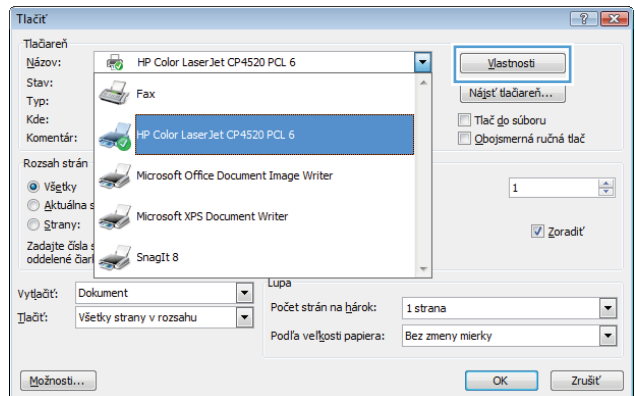 Tlačiť
Tlačiareň
Názov: HP Color LaserJet CP4520 PCL 6 Vlastnosti
Stav:
Fax Nájsť tlačiareň...
Typ:
Kde: Tlač do súboru
Komentár: HP Color LaserJet CP4520 PCL 6 Obojsmerná ručná tlač
Rozsah strán
Microsoft Office Document Image Writer
Všetky 1
Aktuálna s
Microsoft XPS Document Writer
Strany: Zoradiť
Zadajte čísla s
oddelené čiar
SnagIt 8
Lupa
Vytlačiť: Dokument
Počet strán na hárok: 1 strana
Tlačiť: Všetky strany v rozsahu
Podľa veľkosti papiera: Bez zmeny mierky
Možnosti... OK Zrušiť